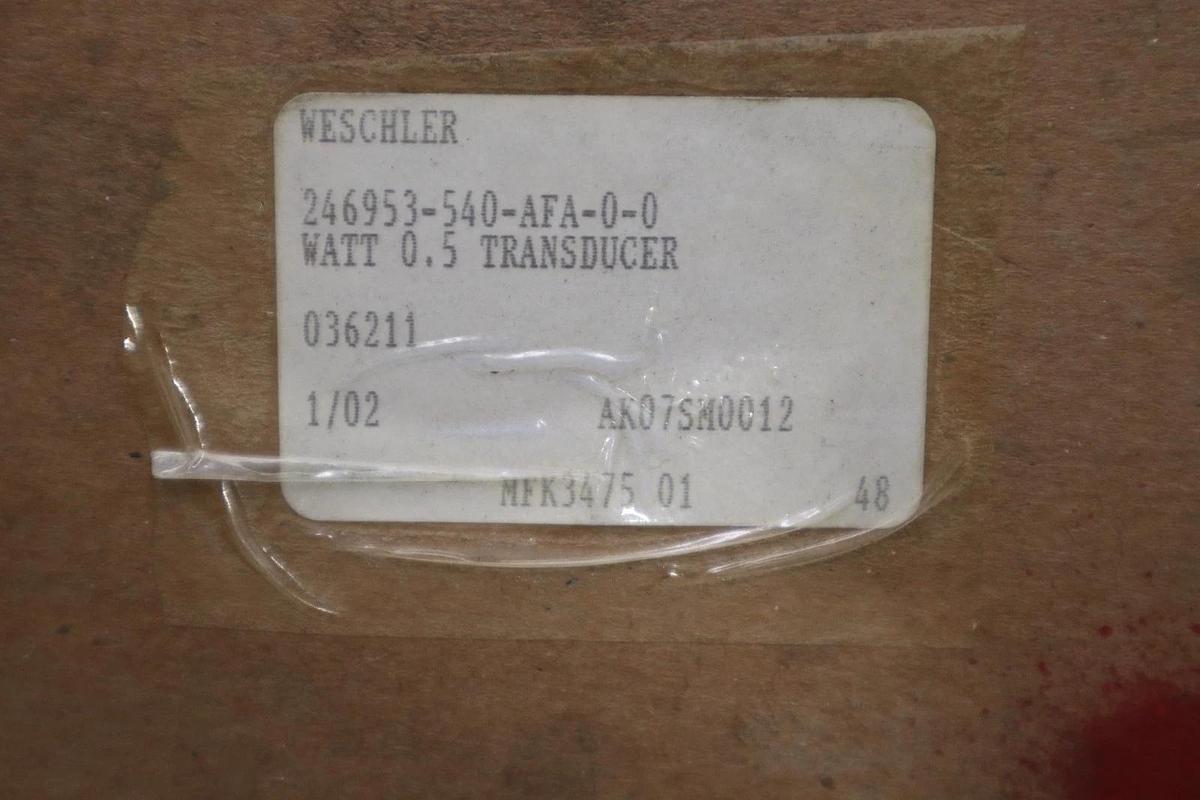 WESCHLER
246953-540-AFA-0-0
WATT 0.5 TRANSDUCER
036211
1/02 AK07SM0012
MFK3475 01 48